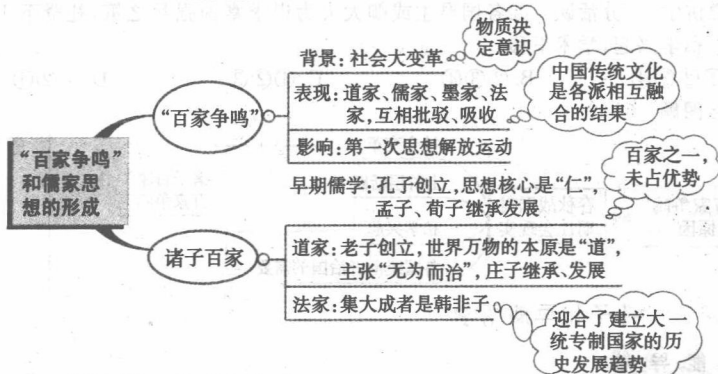 物质决
定意识
背景：社会大变革
“百家争鸣”
表现：道家、儒家、墨家、法
家，互相批驳、吸收
中国传统文化
是各派相互融
合的结果
影响：第一次思想解放运动
“百家争鸣”
和儒家思
想的形成
百家之一，
未占优势
早期儒学：孔子创立，思想核心是“仁”，
孟子、荀子继承发展
诸子百家
道家：老子创立，世界万物的本原是“道”，
主张“无为而治”，庄子继承、发展
法家：集大成者是韩非子
迎合了建立大一
统专制国家的历
史发展趋势